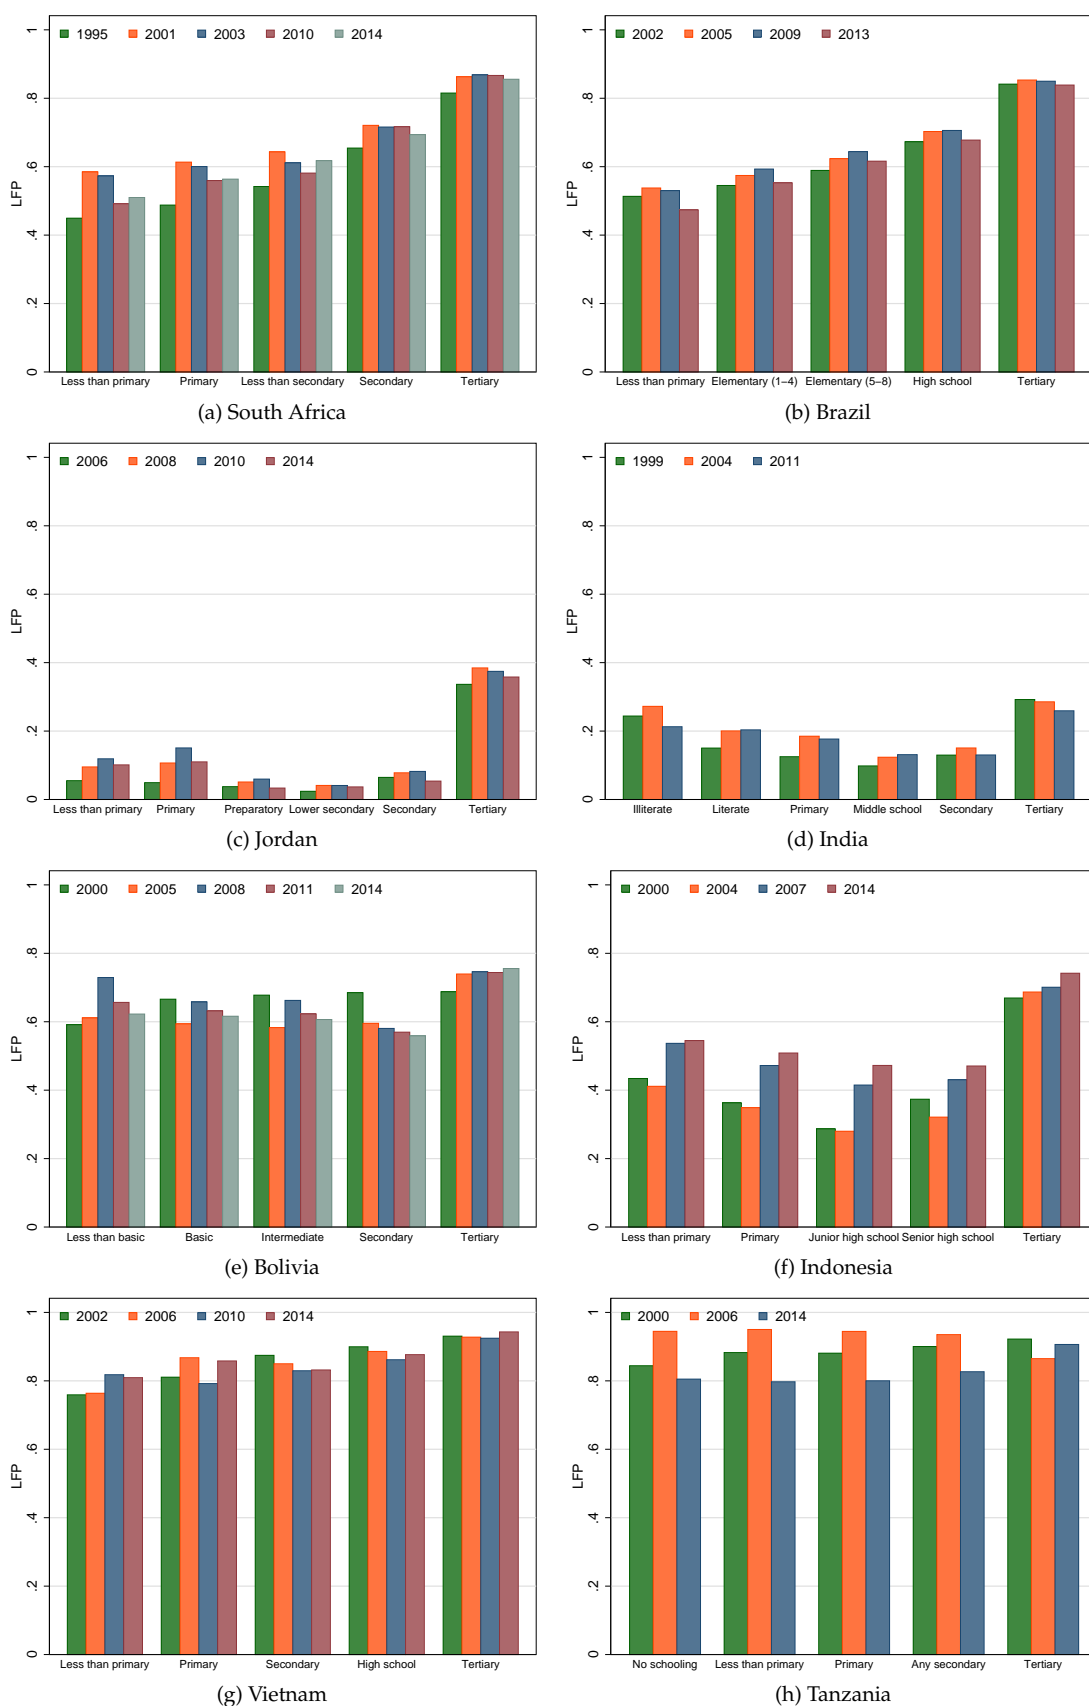 1995 2001 2003 2010 2014
LFP
0 .2 .4 .6 .8 1
Less than primary Primary Less than secondary Secondary Tertiary
(a) South Africa
2002 2005 2009 2013
LFP
0 .2 .4 .6 .8 1
Less than primary Elementary (1–4) Elementary (5–8) High school Tertiary
(b) Brazil
2006 2008 2010 2014
LFP
0 .2 .4 .6 .8 1
Less than primary Primary Preparatory Lower secondary Secondary Tertiary
(c) Jordan
1999 2004 2011
LFP
0 .2 .4 .6 .8 1
Illiterate Literate Primary Middle school Secondary Tertiary
(d) India
2000 2005 2008 2011 2014
LFP
0 .2 .4 .6 .8 1
Less than basic Basic Intermediate Secondary Tertiary
(e) Bolivia
2000 2004 2007 2014
LFP
0 .2 .4 .6 .8 1
Less than primary Primary Junior high school Senior high school Tertiary
(f) Indonesia
2002 2006 2010 2014
LFP
0 .2 .4 .6 .8 1
Less than primary Primary Secondary High school Tertiary
(g) Vietnam
2000 2006 2014
LFP
0 .2 .4 .6 .8 1
No schooling Less than primary Primary Any secondary Tertiary
(h) Tanzania